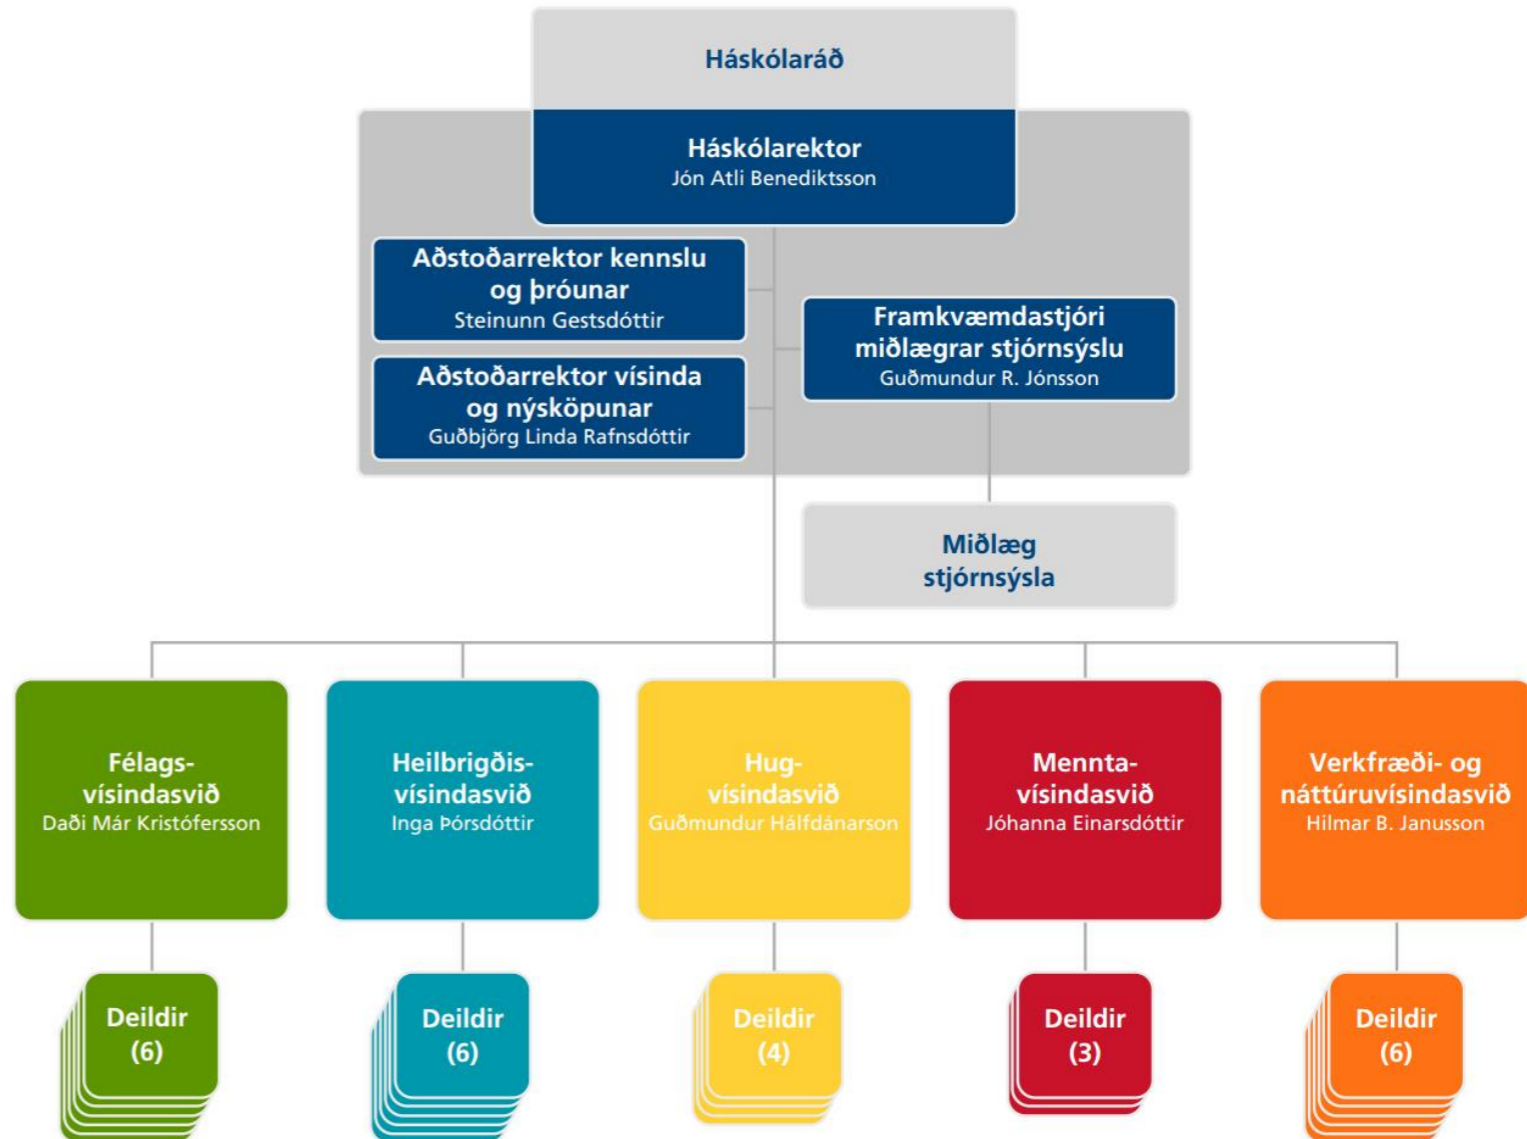 Háskólaráð
Háskólarektor
Jón Atli Benediktsson
Aðstoðarrektor kennslu
og þróunar
Steinunn Gestsdóttir
Framkvæmdastjóri
miðlægrar stjórnsýslu
Guðmundur R. Jónsson
Aðstoðarrektor vísinda
og nýsköpunar
Guðbjörg Linda Rafnsdóttir
Miðlæg
stjórnsýsla
Félags-
vísindasvið
Daði Már Kristófersson
Heilbrigðis-
vísindasvið
Inga Þórsdóttir
Hug-
vísindasvið
Guðmundur Hálfdánarson
Mennta-
vísindasvið
Jóhanna Einarsdóttir
Verkfræði- og
náttúruvísindasvið
Hilmar B. Janusson
Deildir
(6)
Deildir
(6)
Deildir
(4)
Deildir
(3)
Deildir
(6)